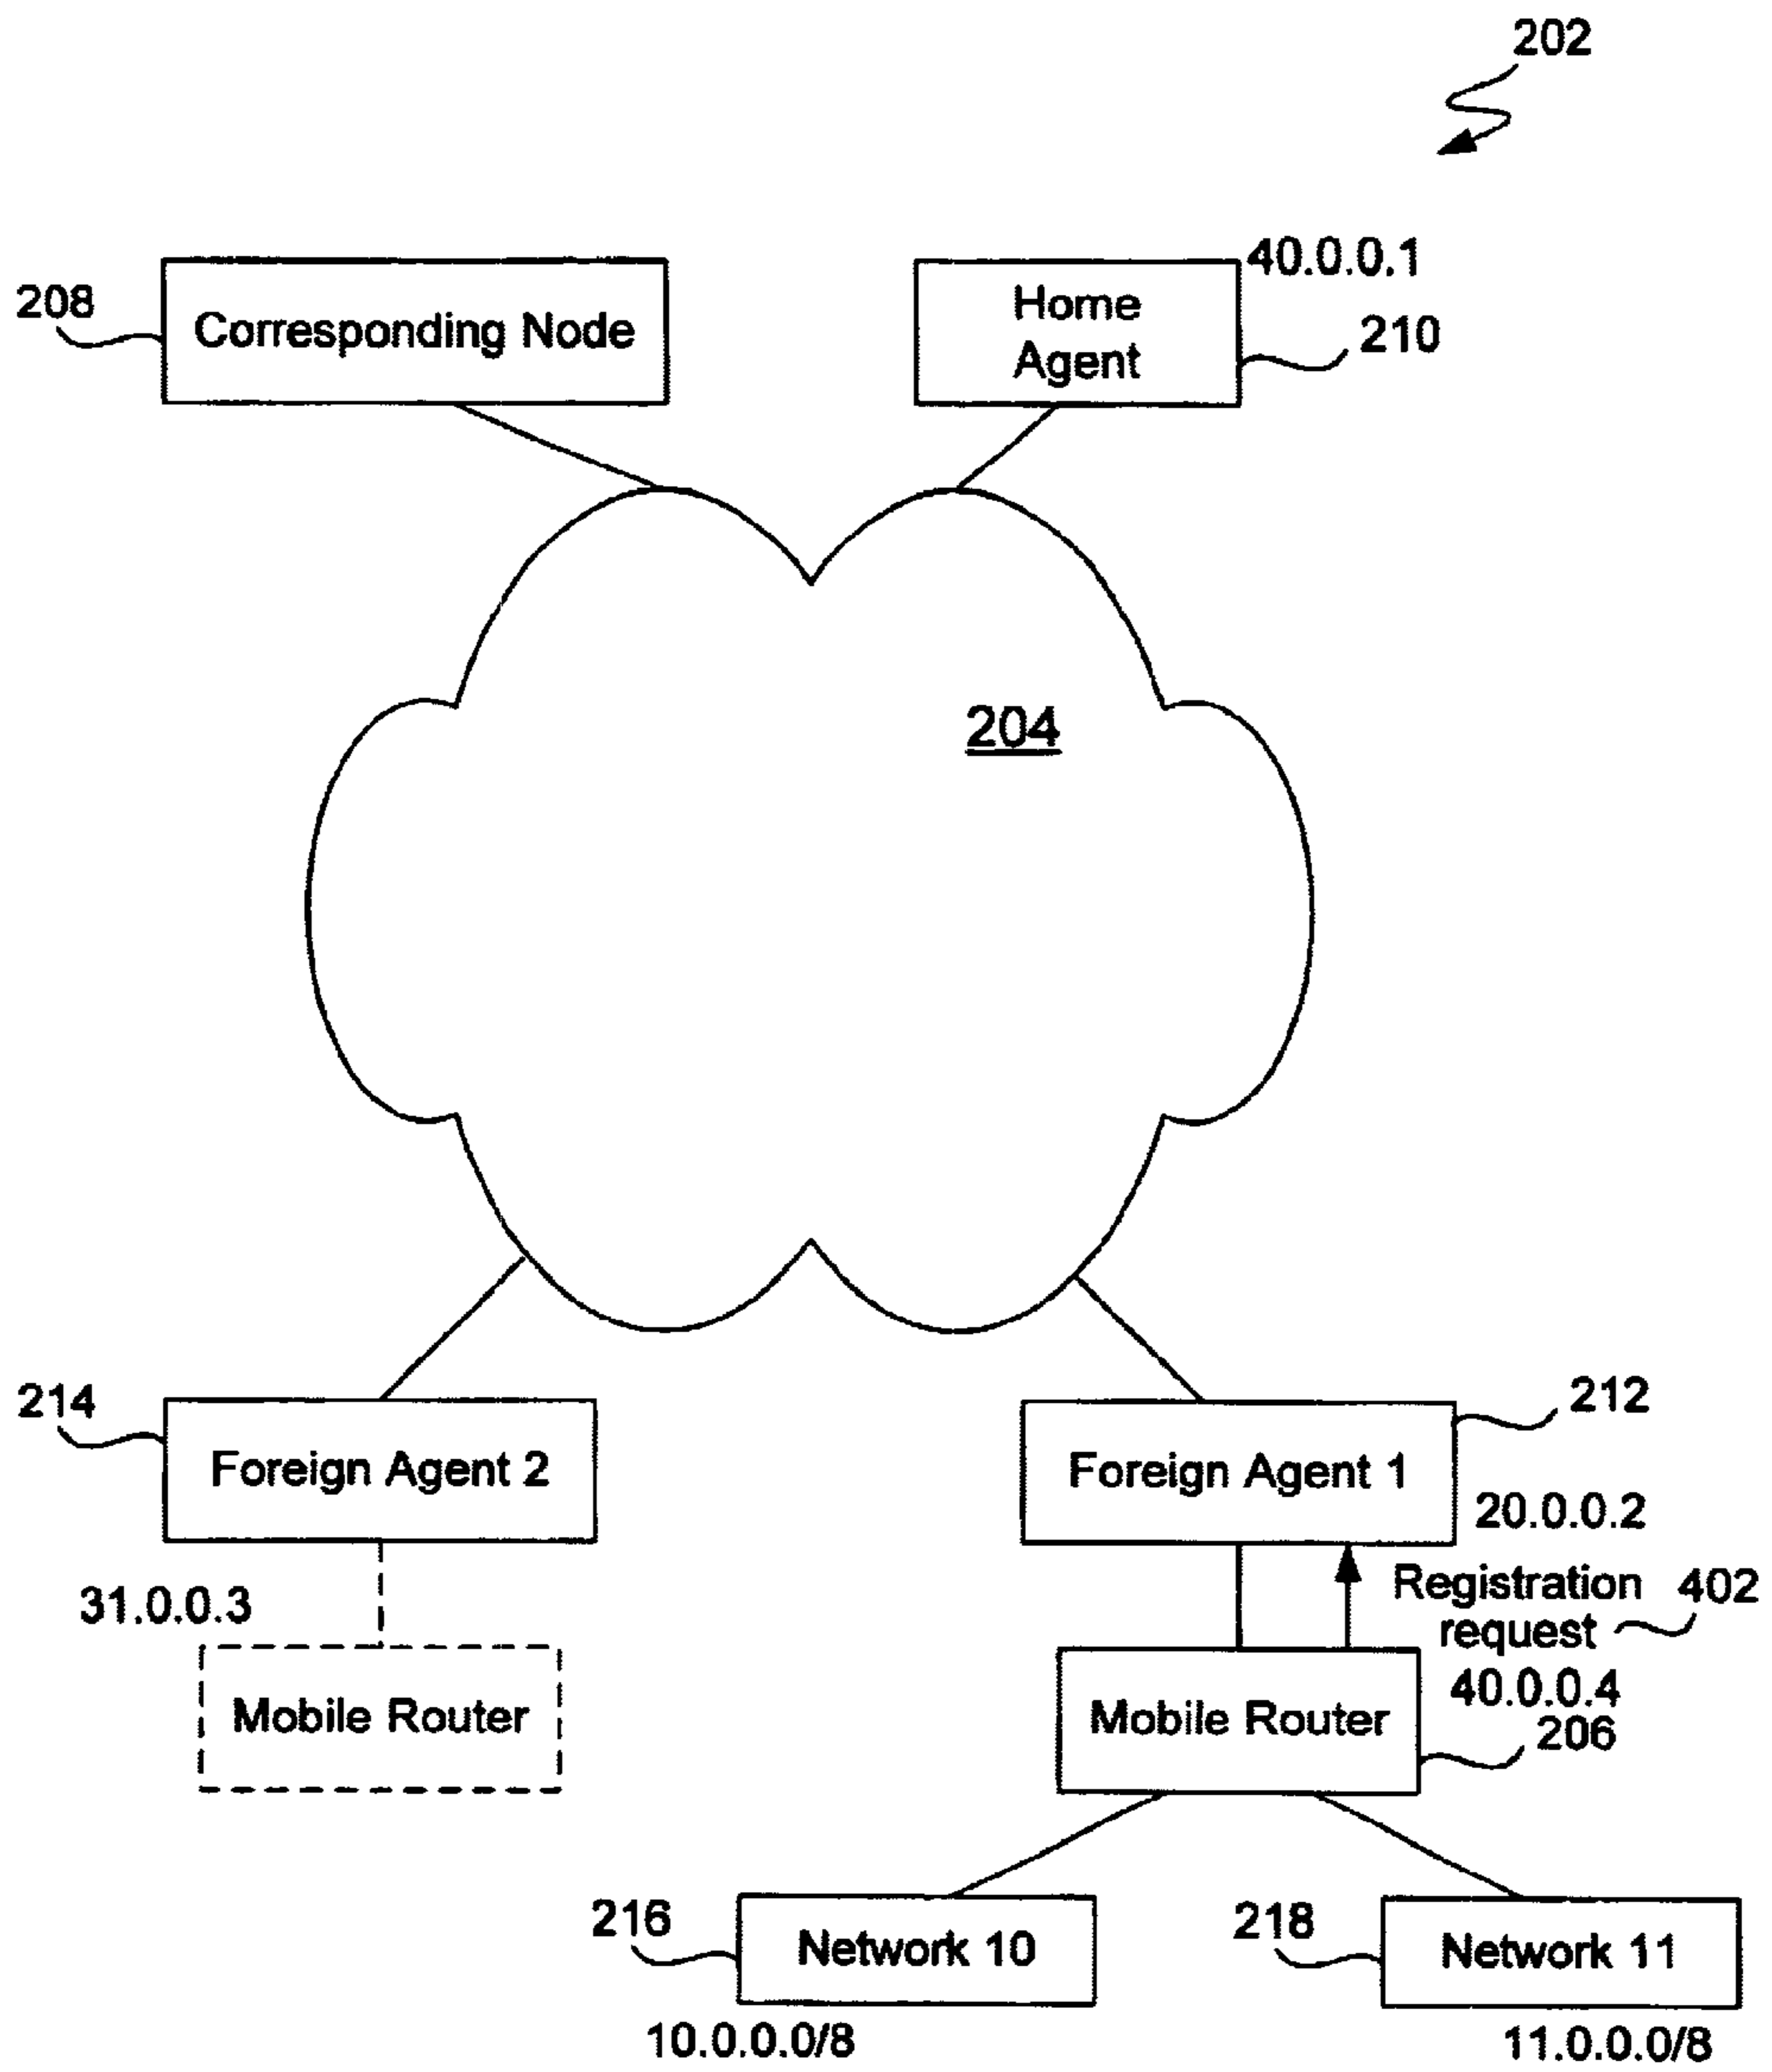 202
40.0.0.1
208
Corresponding Node
Home
Agent
210
204
214
Foreign Agent 2
212
Foreign Agent 1
20.0.0.2
31.0.0.3
Registration
request
402
Mobile Router
Mobile Router
40.0.0.4
206
216
Network 10
218
Network 11
10.0.0.0/8
11.0.0.0/8